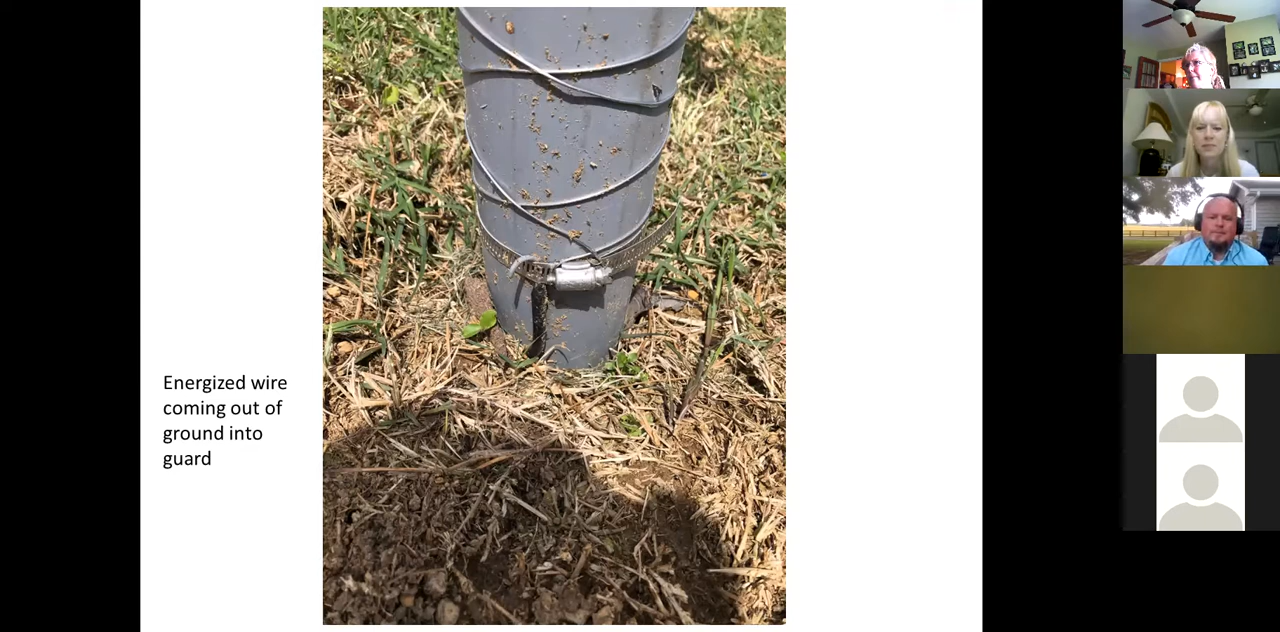 Energized wire
coming out of
ground into
guard